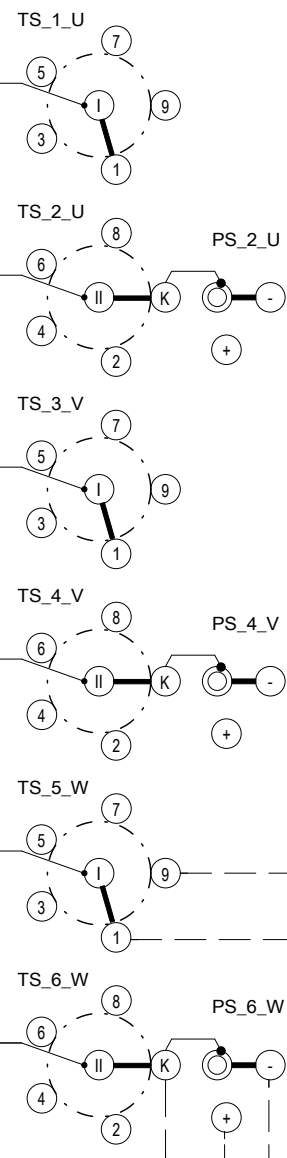 TS_1_U
7
5
I
9
3
1
TS_2_U
8
PS_2_U
6
II
K
-
4
2
+
TS_3_V
7
5
I
9
3
1
TS_4_V
8
PS_4_V
6
II
K
-
4
2
+
TS_5_W
7
5
I
9
3
1
TS_6_W
8
PS_6_W
6
II
K
-
4
2
+